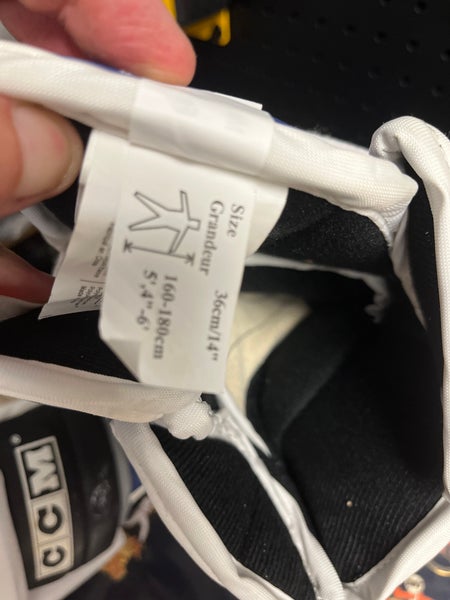 Size 36cm/14"
Grandeur
160-180cm
5',4"-6'
CCM